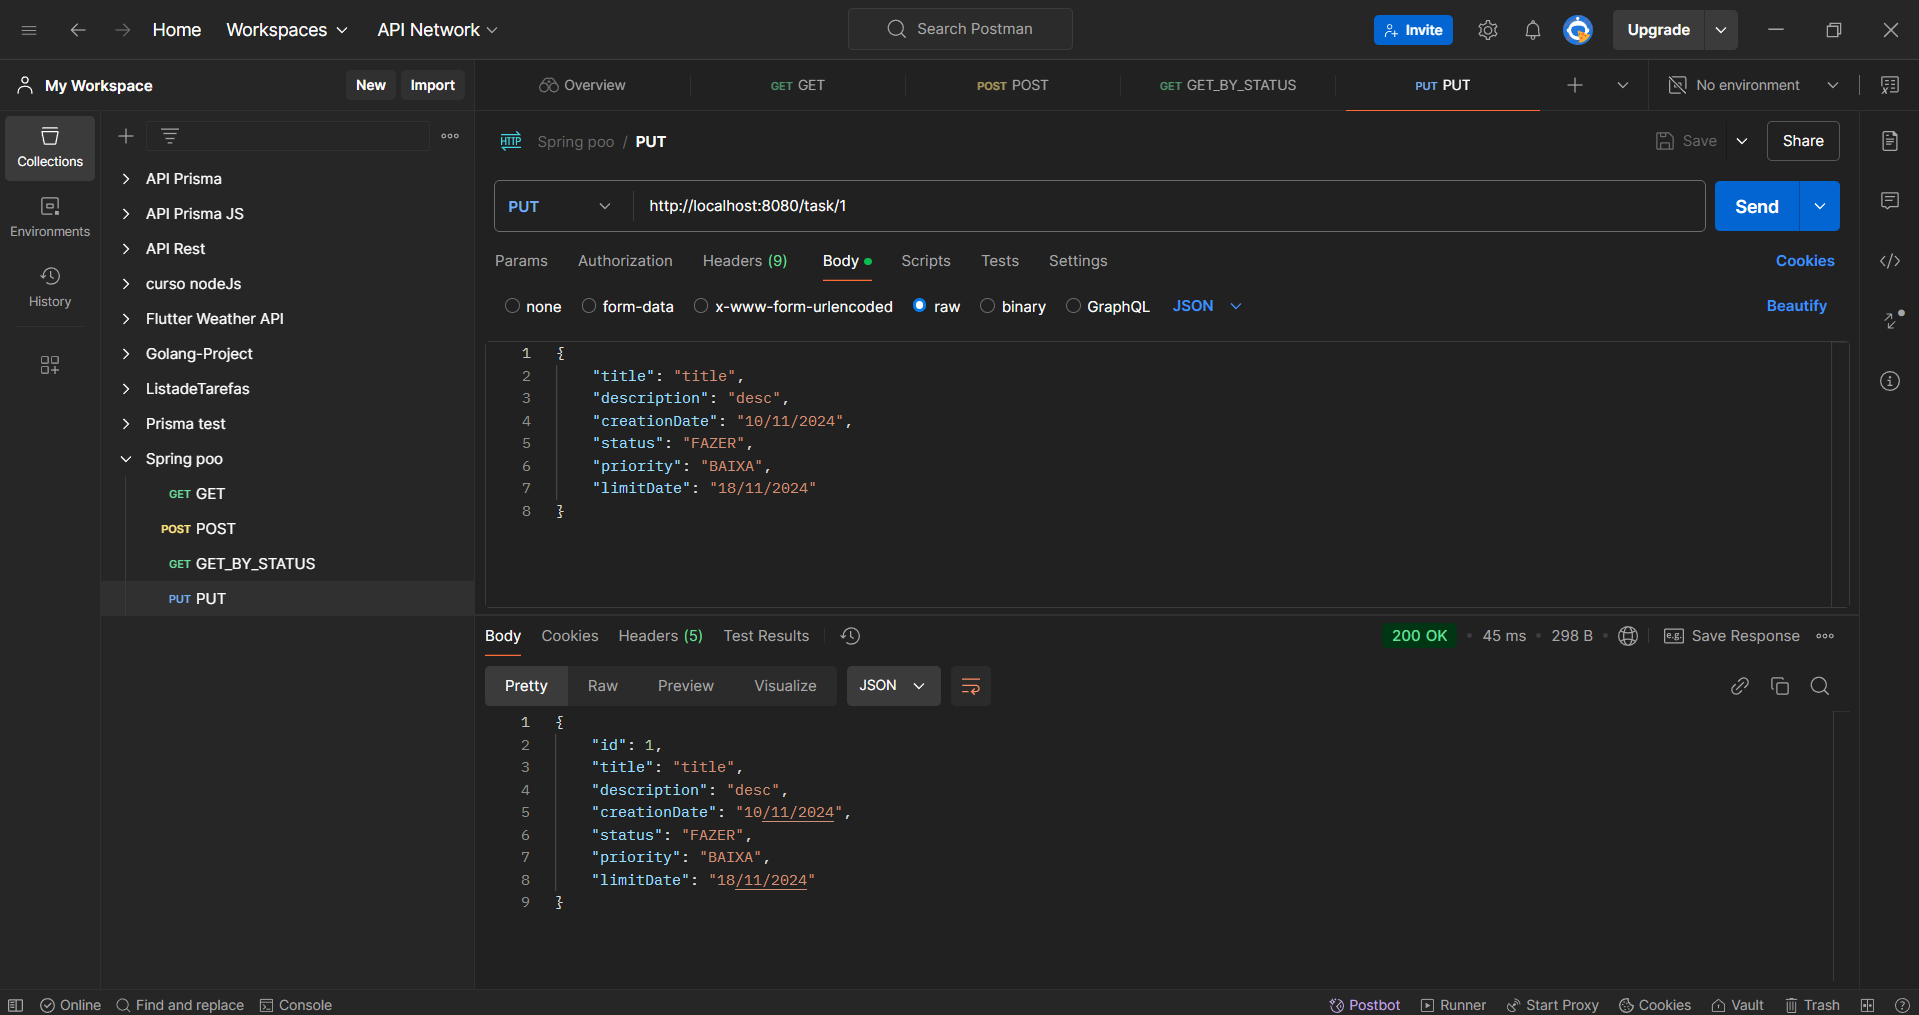 Home Workspaces API Network Search Postman Invite Upgrade
My Workspace New Import Overview GET GET POST POST GET GET_BY_STATUS PUT PUT No environment
Collections
Environments
History
API Prisma
API Prisma JS
API Rest
curso nodeJs
Flutter Weather API
Golang-Project
ListadeTarefas
Prisma test
Spring poo
GET GET
POST POST
GET GET_BY_STATUS
PUT PUT
HTTP Spring poo / PUT Save Share
PUT http://localhost:8080/task/1 Send
Params Authorization Headers (9) Body Scripts Tests Settings Cookies
none form-data x-www-form-urlencoded raw binary GraphQL JSON Beautify
1 {
2 "title": "title",
3 "description": "desc",
4 "creationDate": "10/11/2024",
5 "status": "FAZER",
6 "priority": "BAIXA",
7 "limitDate": "18/11/2024"
8 }
Body Cookies Headers (5) Test Results 200 OK • 45 ms • 298 B • e.g. Save Response
Pretty Raw Preview Visualize JSON
1 {
2 "id": 1,
3 "title": "title",
4 "description": "desc",
5 "creationDate": "10/11/2024",
6 "status": "FAZER",
7 "priority": "BAIXA",
8 "limitDate": "18/11/2024"
9 }
Online Find and replace Console Postbot Runner Start Proxy Cookies Vault Trash